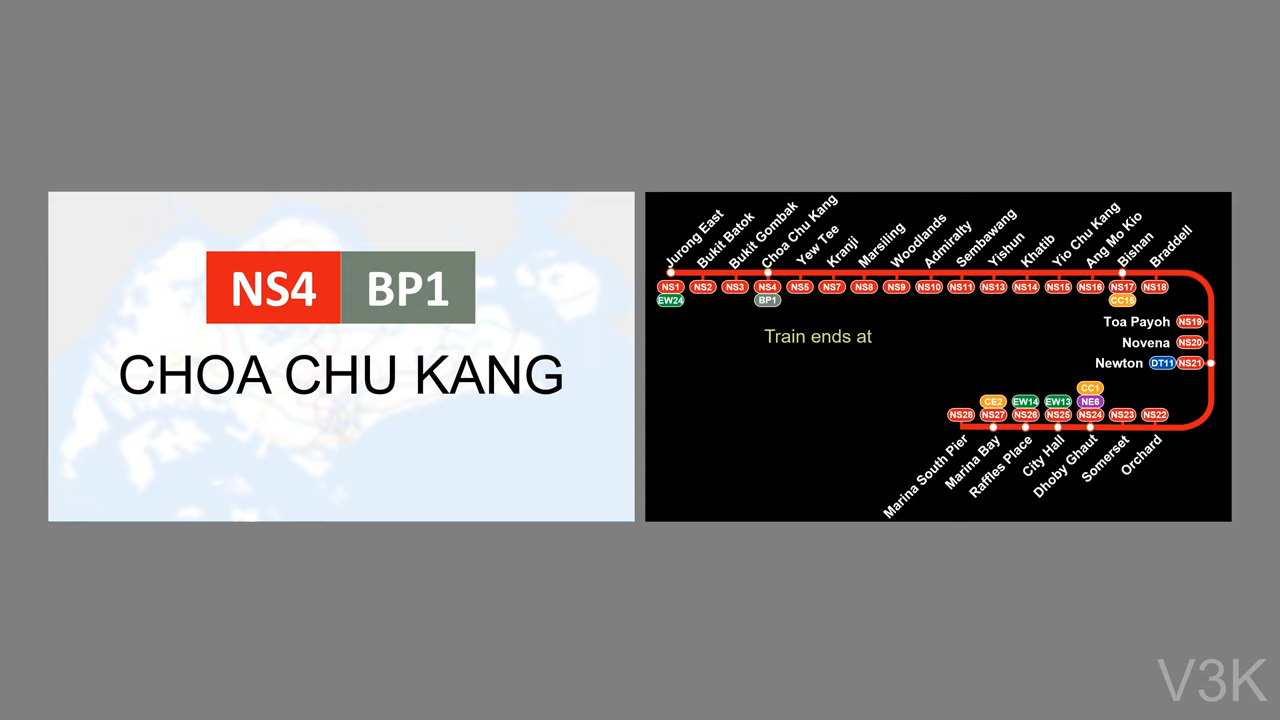 NS4 BP1
CHOA CHU KANG
Jurong East
Bukit Batok
Bukit Gombak
Choa Chu Kang
Yew Tee
Kranji
Marsiling
Woodlands
Admiralty
Sembawang
Yishun
Khatib
Yio Chu Kang
Ang Mo Kio
Bishan
Braddell
NS1 NS2 NS3 NS4 NS5 NS7 NS8 NS9 NS10 NS11 NS13 NS14 NS15 NS16 NS17 NS18
EW24 BP1 CC15
Toa Payoh NS19
Train ends at
Novena NS20
Newton DT11 NS21
CC1
CE2 EW14 EW13 NE6
NS28 NS27 NS26 NS25 NS24 NS23 NS22
Marina South Pier
Marina Bay
Raffles Place
City Hall
Dhoby Ghaut
Somerset
Orchard
V3K